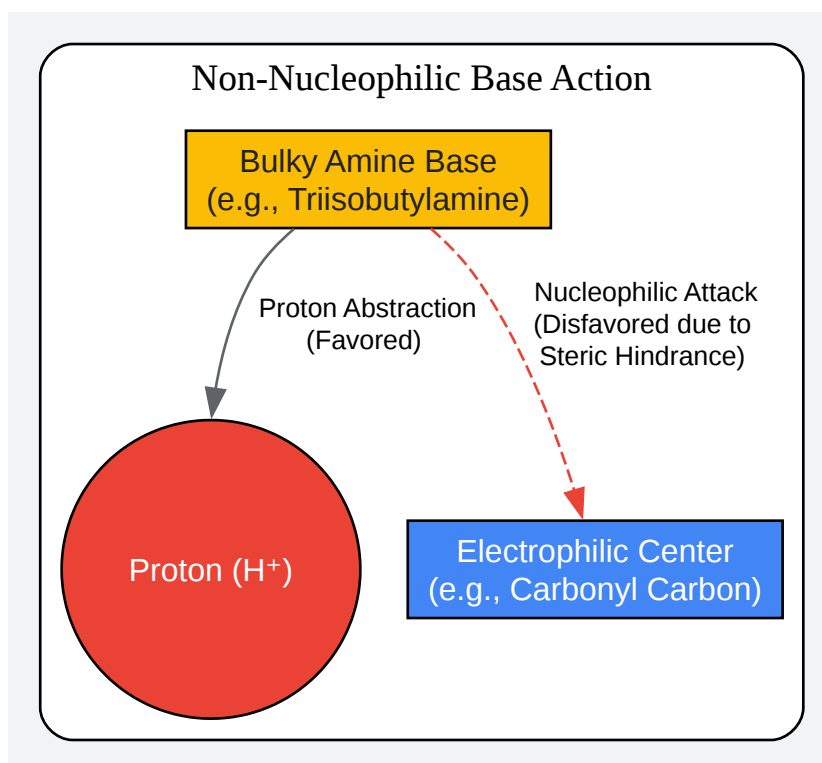 Non-Nucleophilic Base Action
Bulky Amine Base
(e.g., Triisobutylamine)
Proton Abstraction
(Favored)
Nucleophilic Attack
(Disfavored due to
Steric Hindrance)
Proton (H⁺)
Electrophilic Center
(e.g., Carbonyl Carbon)